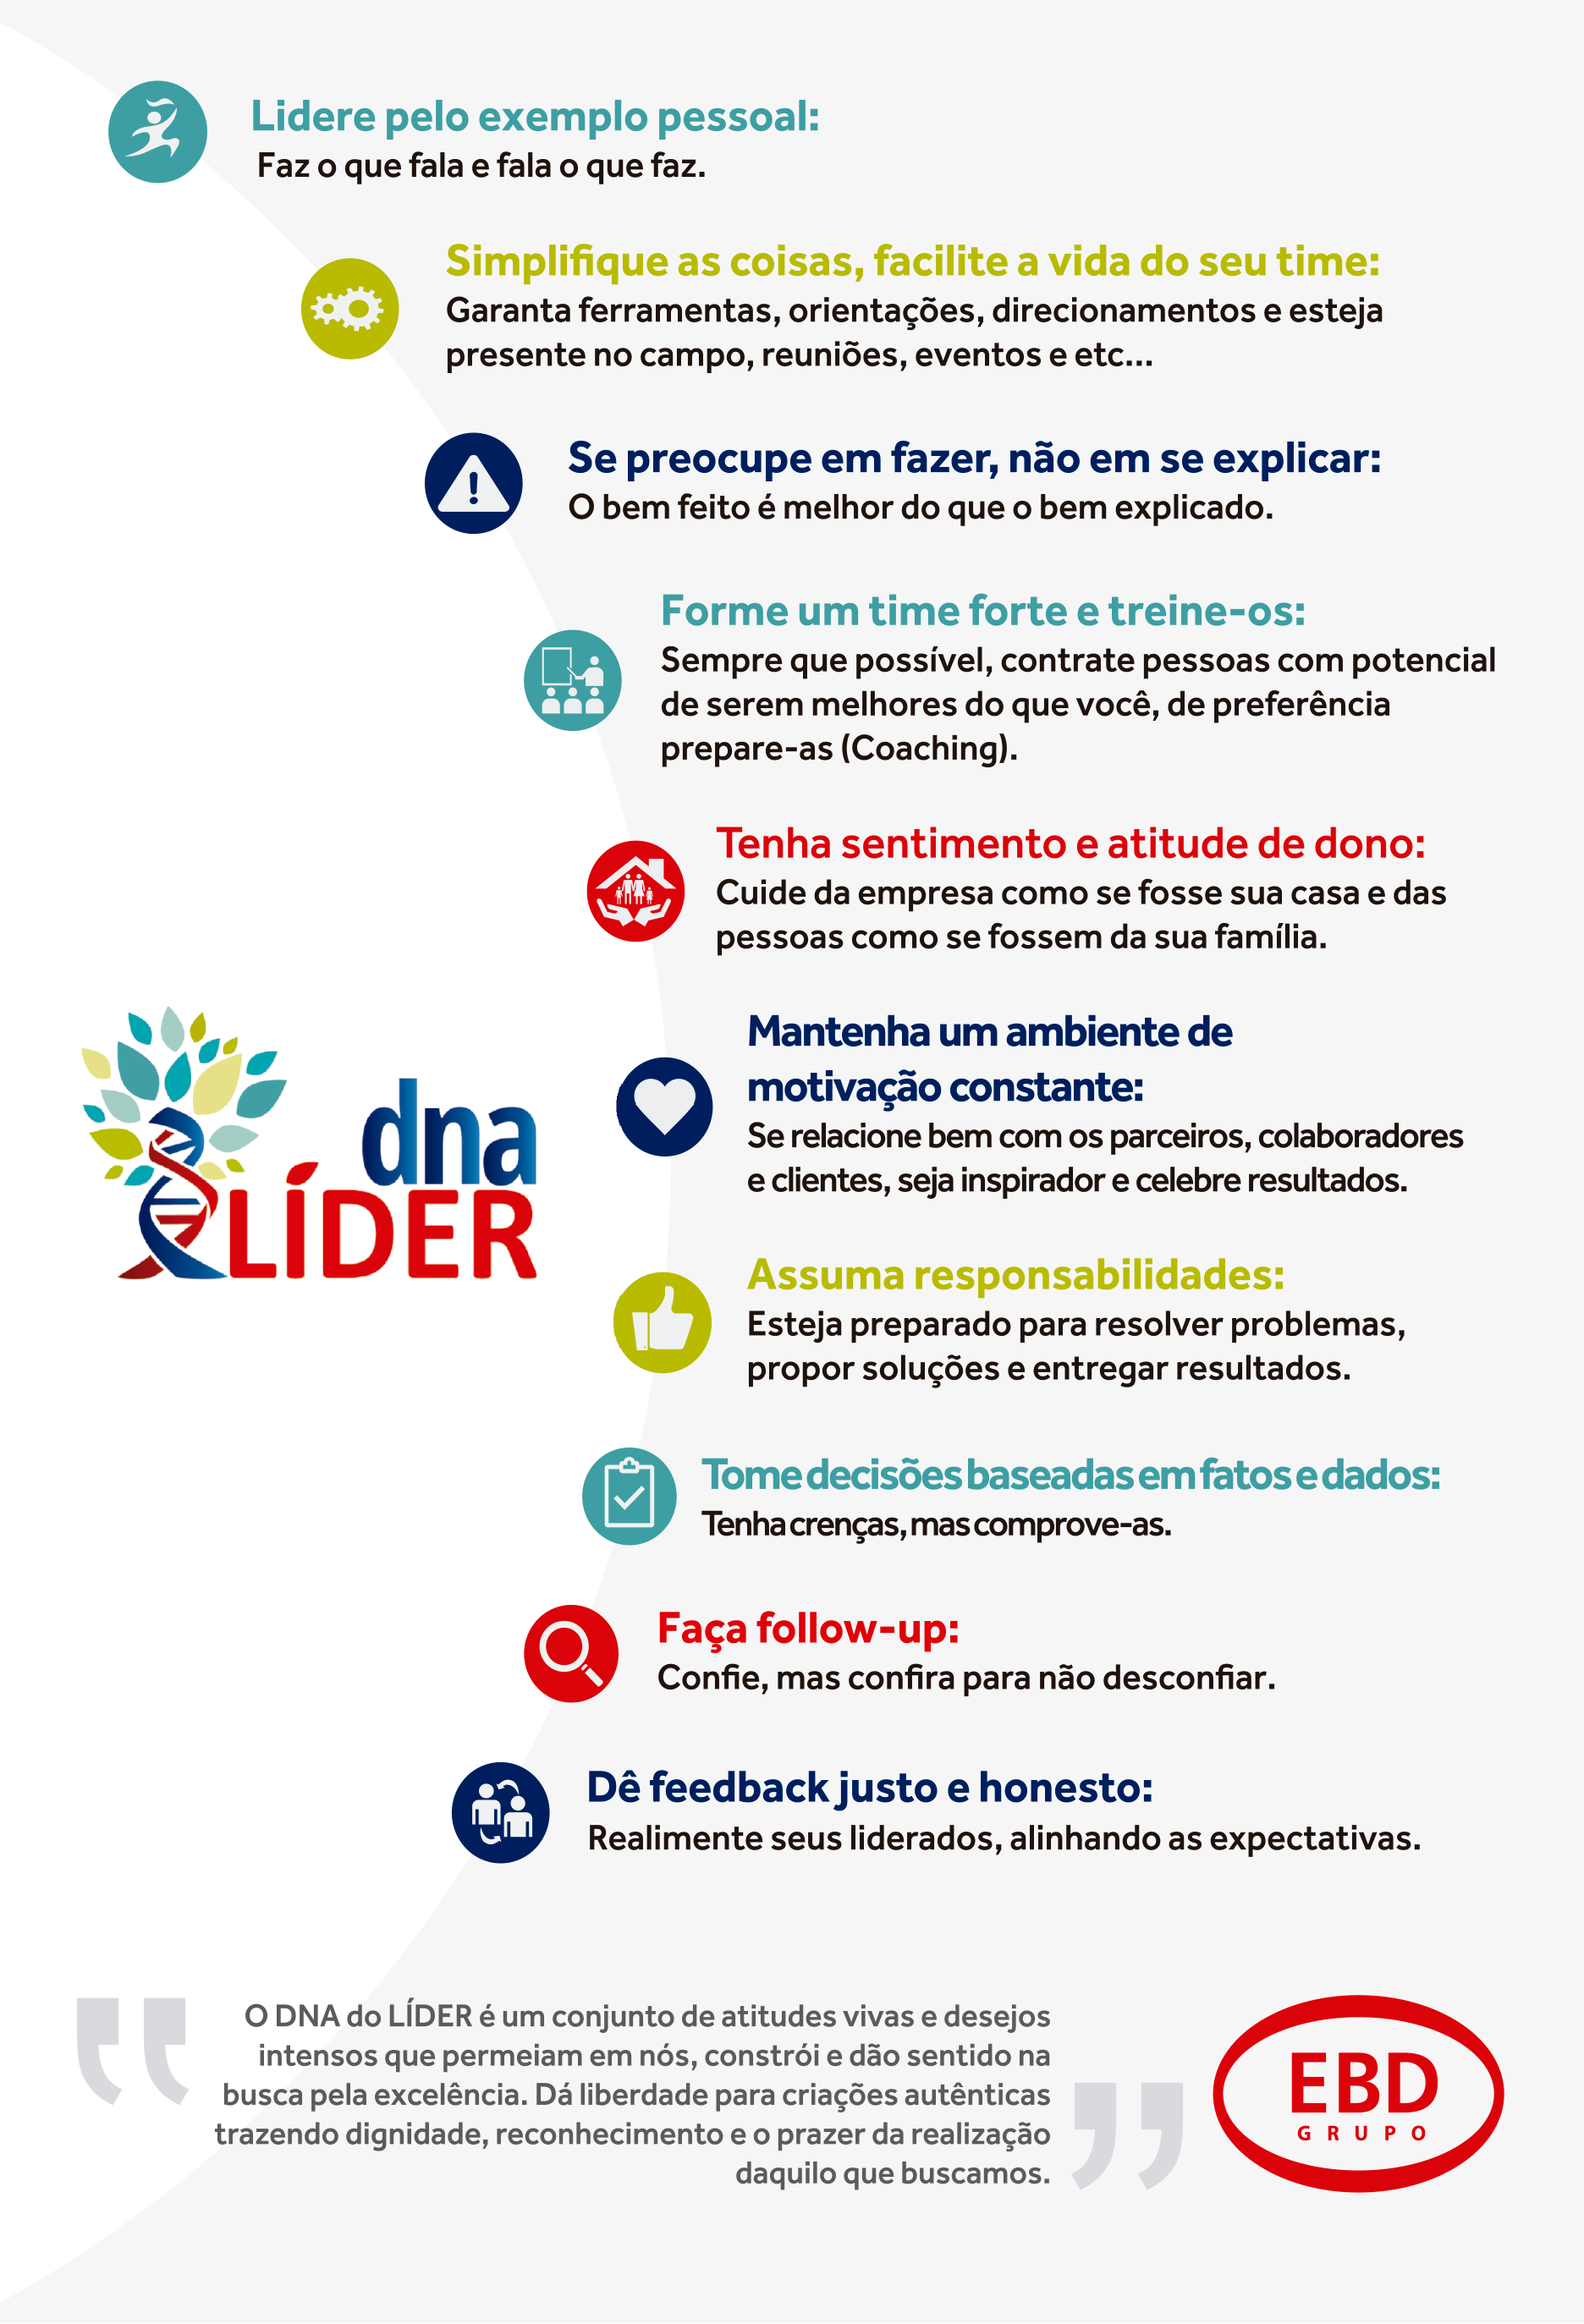 Lidere pelo exemplo pessoal:
Faz o que fala e fala o que faz.
Simplifique as coisas, facilite a vida do seu time:
Garanta ferramentas, orientações, direcionamentos e esteja
presente no campo, reuniões, eventos e etc...
Se preocupe em fazer, não em se explicar:
O bem feito é melhor do que o bem explicado.
Forme um time forte e treine-os:
Sempre que possível, contrate pessoas com potencial
de serem melhores do que você, de preferência
prepare-as (Coaching).
Tenha sentimento e atitude de dono:
Cuide da empresa como se fosse sua casa e das
pessoas como se fossem da sua família.
dna
LÍDER
Mantenha um ambiente de
motivação constante:
Se relacione bem com os parceiros, colaboradores
e clientes, seja inspirador e celebre resultados.
Assuma responsabilidades:
Esteja preparado para resolver problemas,
propor soluções e entregar resultados.
Tome decisões baseadas em fatos e dados:
Tenha crenças, mas comprove-as.
Faça follow-up:
Confie, mas confira para não desconfiar.
Dê feedback justo e honesto:
Realimente seus liderados, alinhando as expectativas.
O DNA do LÍDER é um conjunto de atitudes vivas e desejos
intensos que permeiam em nós, constrói e dão sentido na
busca pela excelência. Dá liberdade para criações autênticas
trazendo dignidade, reconhecimento e o prazer da realização
daquilo que buscamos.
EBD
GRUPO